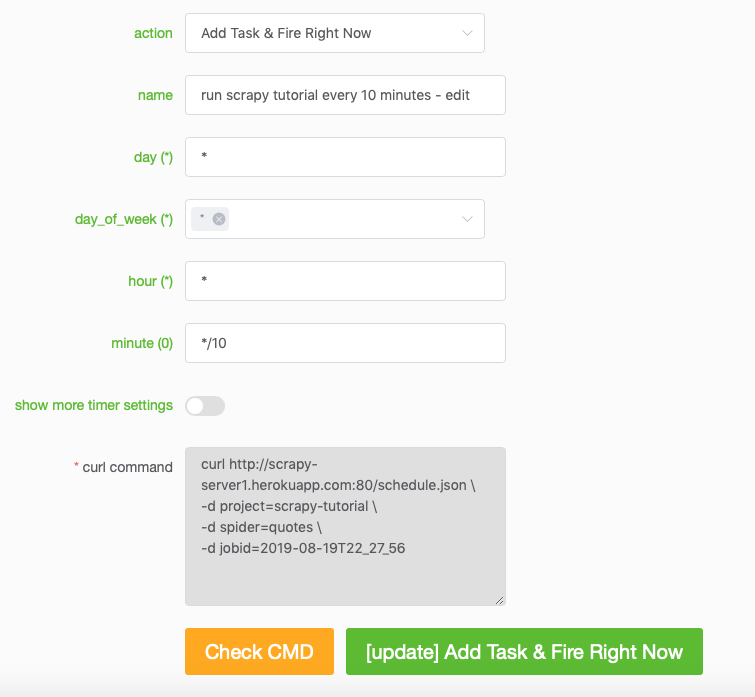 action Add Task & Fire Right Now
name run scrapy tutorial every 10 minutes - edit
day (*) *
day_of_week (*) *
hour (*) *
minute (0) */10
show more timer settings
* curl command curl http://scrapy-
server1.herokuapp.com:80/schedule.json \
-d project=scrapy-tutorial \
-d spider=quotes \
-d jobid=2019-08-19T22_27_56
Check CMD [update] Add Task & Fire Right Now